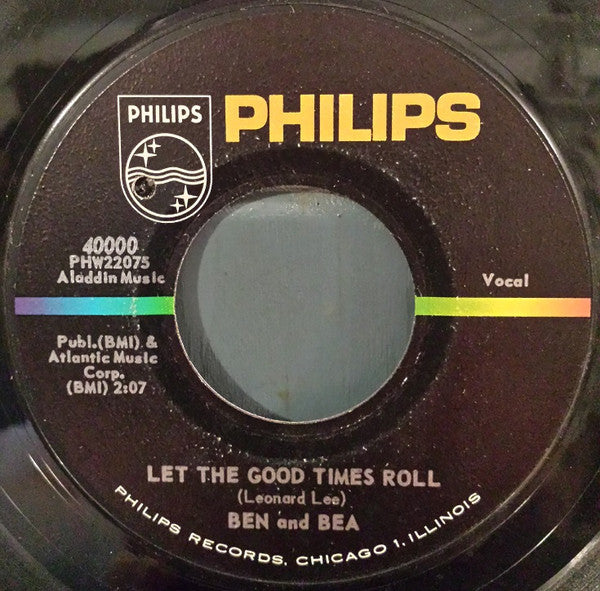 PHILIPS
PHILIPS
40000
PHW22075
Aladdin Music
Vocal
Publ.(BMI) &
Atlantic Music
Corp.
(BMI) 2:07
LET THE GOOD TIMES ROLL
(Leonard Lee)
BEN and BEA
PHILIPS RECORDS, CHICAGO 1, ILLINOIS